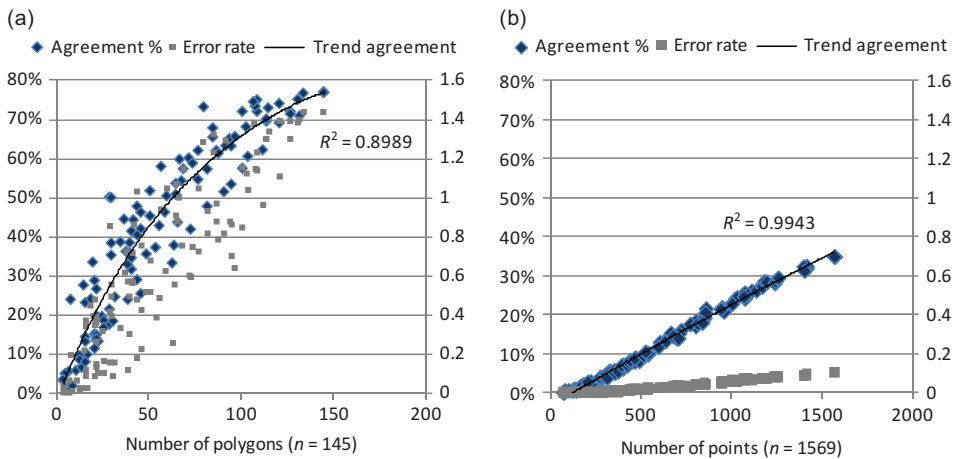 (a)
Agreement % Error rate Trend agreement
80% 1.6
70% 1.4
R² = 0.8989
60% 1.2
50% 1
40% 0.8
30% 0.6
20% 0.4
10% 0.2
0% 0
0 50 100 150 200
Number of polygons (n = 145)
(b)
Agreement % Error rate Trend agreement
80% 1.6
70% 1.4
60% 1.2
50% 1
R² = 0.9943
40% 0.8
30% 0.6
20% 0.4
10% 0.2
0% 0
0 500 1000 1500 2000
Number of points (n = 1569)